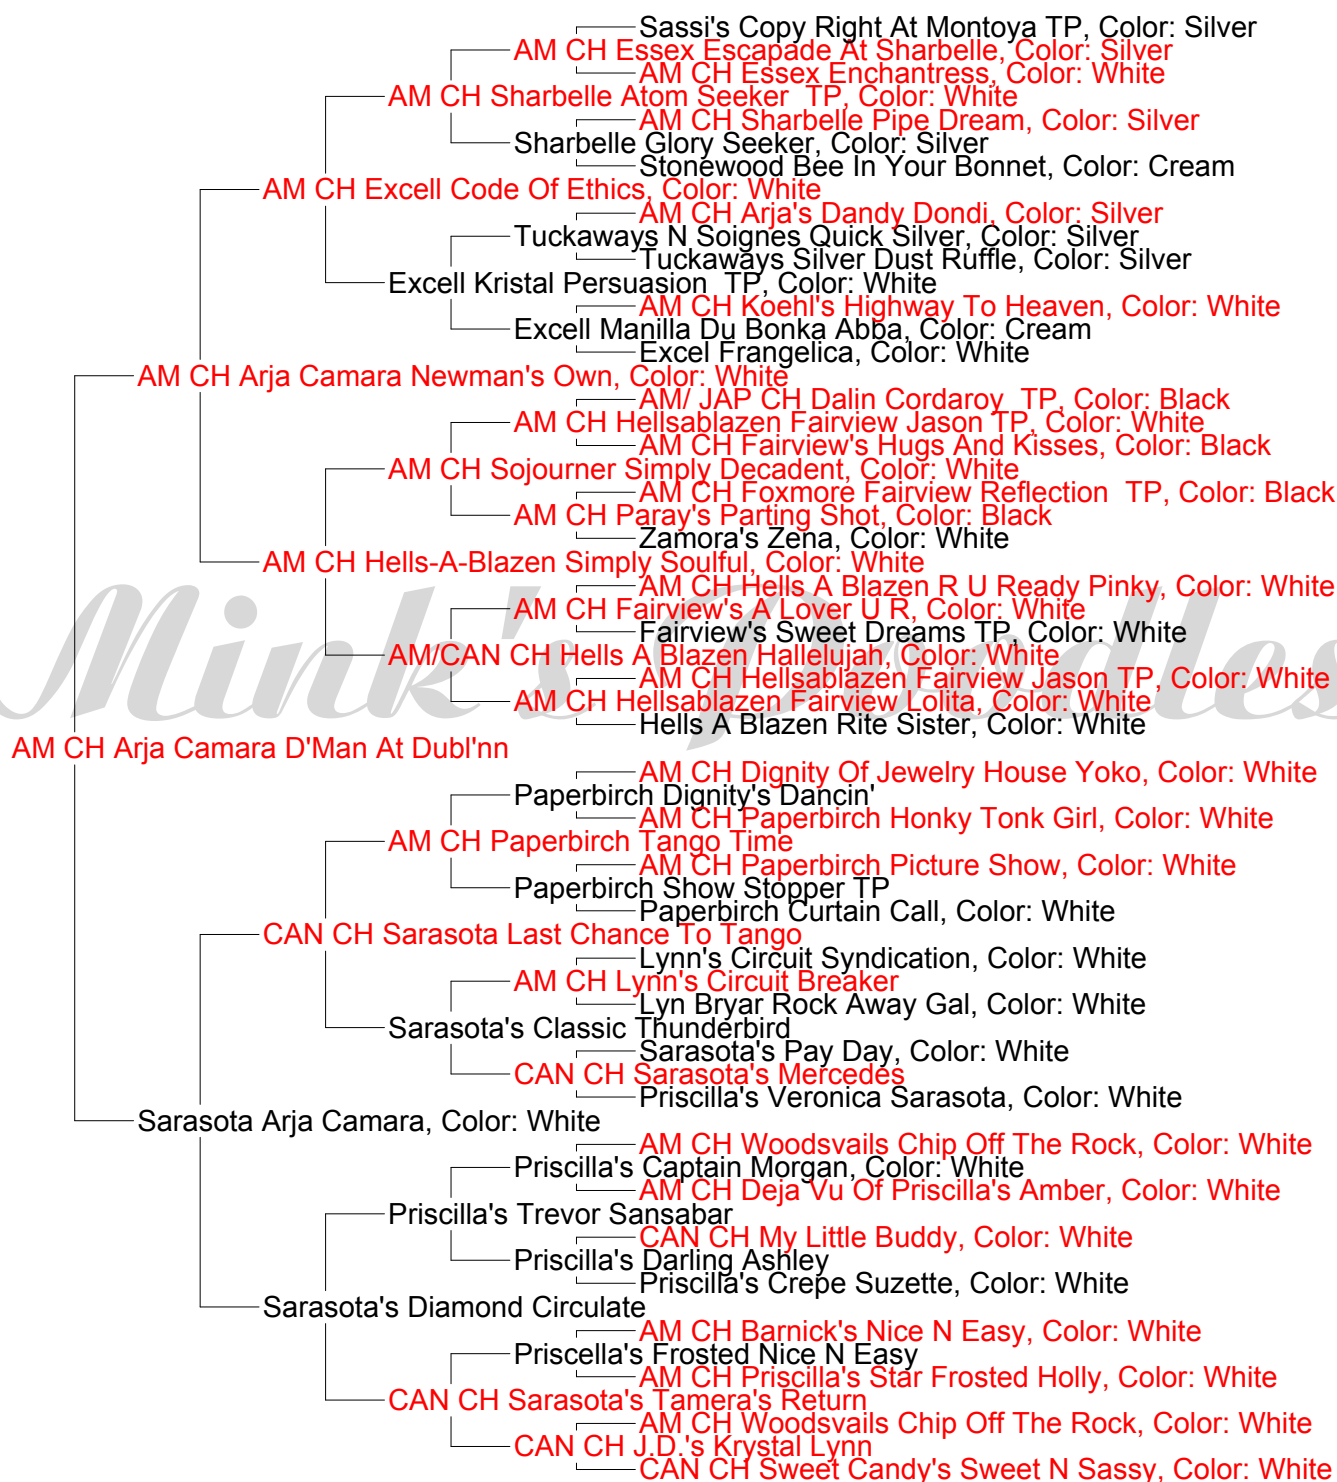 Sassi's Copy Right At Montoya TP, Color: Silver
AM CH Essex Escapade At Sharbelle, Color: Silver
AM CH Essex Enchantress, Color: White
AM CH Sharbelle Atom Seeker  TP, Color: White
AM CH Sharbelle Pipe Dream, Color: Silver
Sharbelle Glory Seeker, Color: Silver
Stonewood Bee In Your Bonnet, Color: Cream
AM CH Excell Code Of Ethics, Color: White
AM CH Arja's Dandy Dondi, Color: Silver
Tuckaways N Soignes Quick Silver, Color: Silver
Tuckaways Silver Dust Ruffle, Color: Silver
Excell Kristal Persuasion  TP, Color: White
AM CH Koehl's Highway To Heaven, Color: White
Excell Manilla Du Bonka Abba, Color: Cream
Excel Frangelica, Color: White
AM CH Arja Camara Newman's Own, Color: White
AM/ JAP CH Dalin Cordaroy  TP, Color: Black
AM CH Hellsablazen Fairview Jason TP, Color: White
AM CH Fairview's Hugs And Kisses, Color: Black
AM CH Sojourner Simply Decadent, Color: White
AM CH Foxmore Fairview Reflection  TP, Color: Black
AM CH Paray's Parting Shot, Color: Black
Zamora's Zena, Color: White
AM CH Hells-A-Blazen Simply Soulful, Color: White
AM CH Hells A Blazen R U Ready Pinky, Color: White
AM CH Fairview's A Lover U R, Color: White
Fairview's Sweet Dreams TP, Color: White
Mink's Poodles
AM/CAN CH Hells A Blazen Hallelujah, Color: White
AM CH Hellsablazen Fairview Jason TP, Color: White
AM CH Hellsablazen Fairview Lolita, Color: White
Hells A Blazen Rite Sister, Color: White
AM CH Arja Camara D'Man At Dubl'nn
AM CH Dignity Of Jewelry House Yoko, Color: White
Paperbirch Dignity's Dancin'
AM CH Paperbirch Honky Tonk Girl, Color: White
AM CH Paperbirch Tango Time
AM CH Paperbirch Picture Show, Color: White
Paperbirch Show Stopper TP
Paperbirch Curtain Call, Color: White
CAN CH Sarasota Last Chance To Tango
Lynn's Circuit Syndication, Color: White
AM CH Lynn's Circuit Breaker
Lyn Bryar Rock Away Gal, Color: White
Sarasota's Classic Thunderbird
Sarasota's Pay Day, Color: White
CAN CH Sarasota's Mercedes
Priscilla's Veronica Sarasota, Color: White
Sarasota Arja Camara, Color: White
AM CH Woodsvails Chip Off The Rock, Color: White
Priscilla's Captain Morgan, Color: White
AM CH Deja Vu Of Priscilla's Amber, Color: White
Priscilla's Trevor Sansabar
CAN CH My Little Buddy, Color: White
Priscilla's Darling Ashley
Priscilla's Crepe Suzette, Color: White
Sarasota's Diamond Circulate
AM CH Barnick's Nice N Easy, Color: White
Priscella's Frosted Nice N Easy
AM CH Priscilla's Star Frosted Holly, Color: White
CAN CH Sarasota's Tamera's Return
AM CH Woodsvails Chip Off The Rock, Color: White
CAN CH J.D.'s Krystal Lynn
CAN CH Sweet Candy's Sweet N Sassy, Color: White